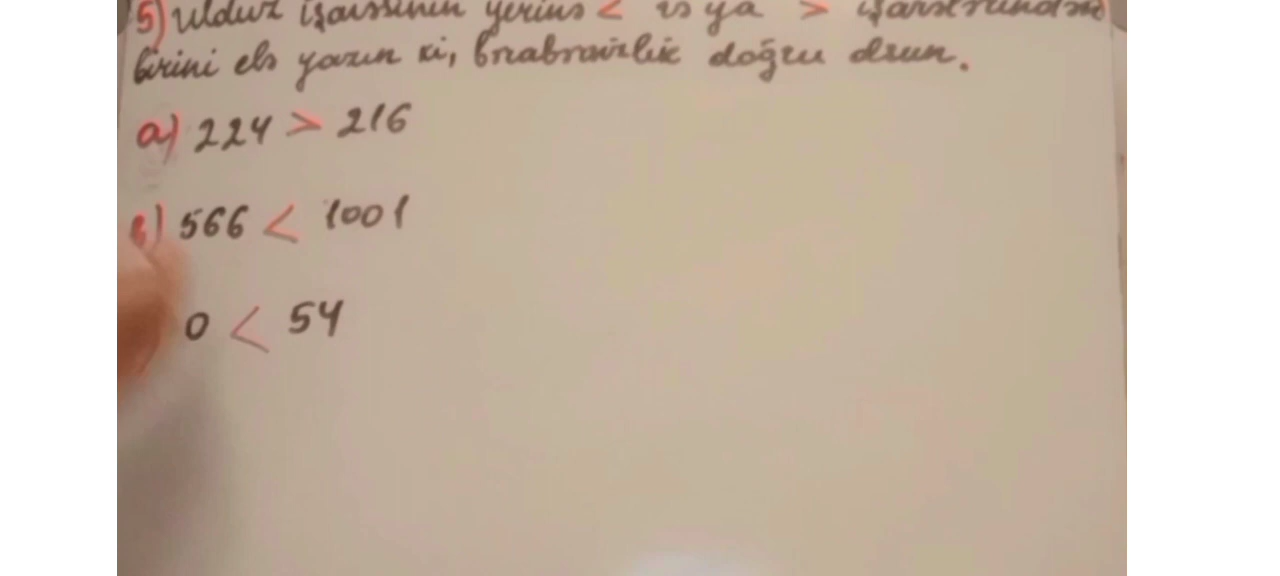 5) Ulduz işarəsinin yerinə < və ya > işarələrindən
birini elə yazın ki, bərabərsizlik doğru olsun.
a) 224 > 216
b) 566 < 1001
0 < 54